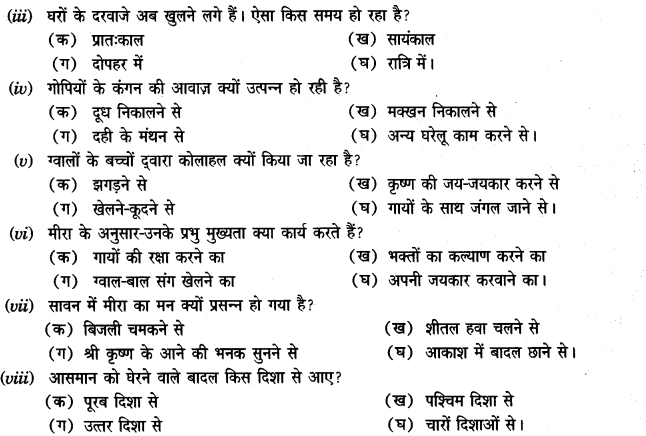 (iii) घरों के दरवाजे अब खुलने लगे हैं। ऐसा किस समय हो रहा है?
(क) प्रातःकाल (ख) सायंकाल
(ग) दोपहर में (घ) रात्रि में।
(iv) गोपियों के कंगन की आवाज़ क्यों उत्पन्न हो रही है?
(क) दूध निकालने से (ख) मक्खन निकालने से
(ग) दही के मंथन से (घ) अन्य घरेलू काम करने से।
(v) ग्वालों के बच्चों द्वारा कोलाहल क्यों किया जा रहा है?
(क) झगड़ने से (ख) कृष्ण की जय-जयकार करने से
(ग) खेलने-कूदने से (घ) गायों के साथ जंगल जाने से।
(vi) मीरा के अनुसार-उनके प्रभु मुख्यता क्या कार्य करते हैं?
(क) गायों की रक्षा करने का (ख) भक्तों का कल्याण करने का
(ग) ग्वाल-बाल संग खेलने का (घ) अपनी जयकार करवाने का।
(vii) सावन में मीरा का मन क्यों प्रसन्न हो गया है?
(क) बिजली चमकने से (ख) शीतल हवा चलने से
(ग) श्री कृष्ण के आने की भनक सुनने से (घ) आकाश में बादल छाने से।
(viii) आसमान को घेरने वाले बादल किस दिशा से आए?
(क) पूरब दिशा से (ख) पश्चिम दिशा से
(ग) उत्तर दिशा से (घ) चारों दिशाओं से।